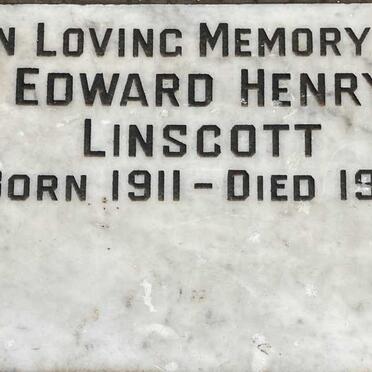 N LOVING MEMORY
EDWARD HENRY
LINSCOTT
BORN 1911 - DIED 19